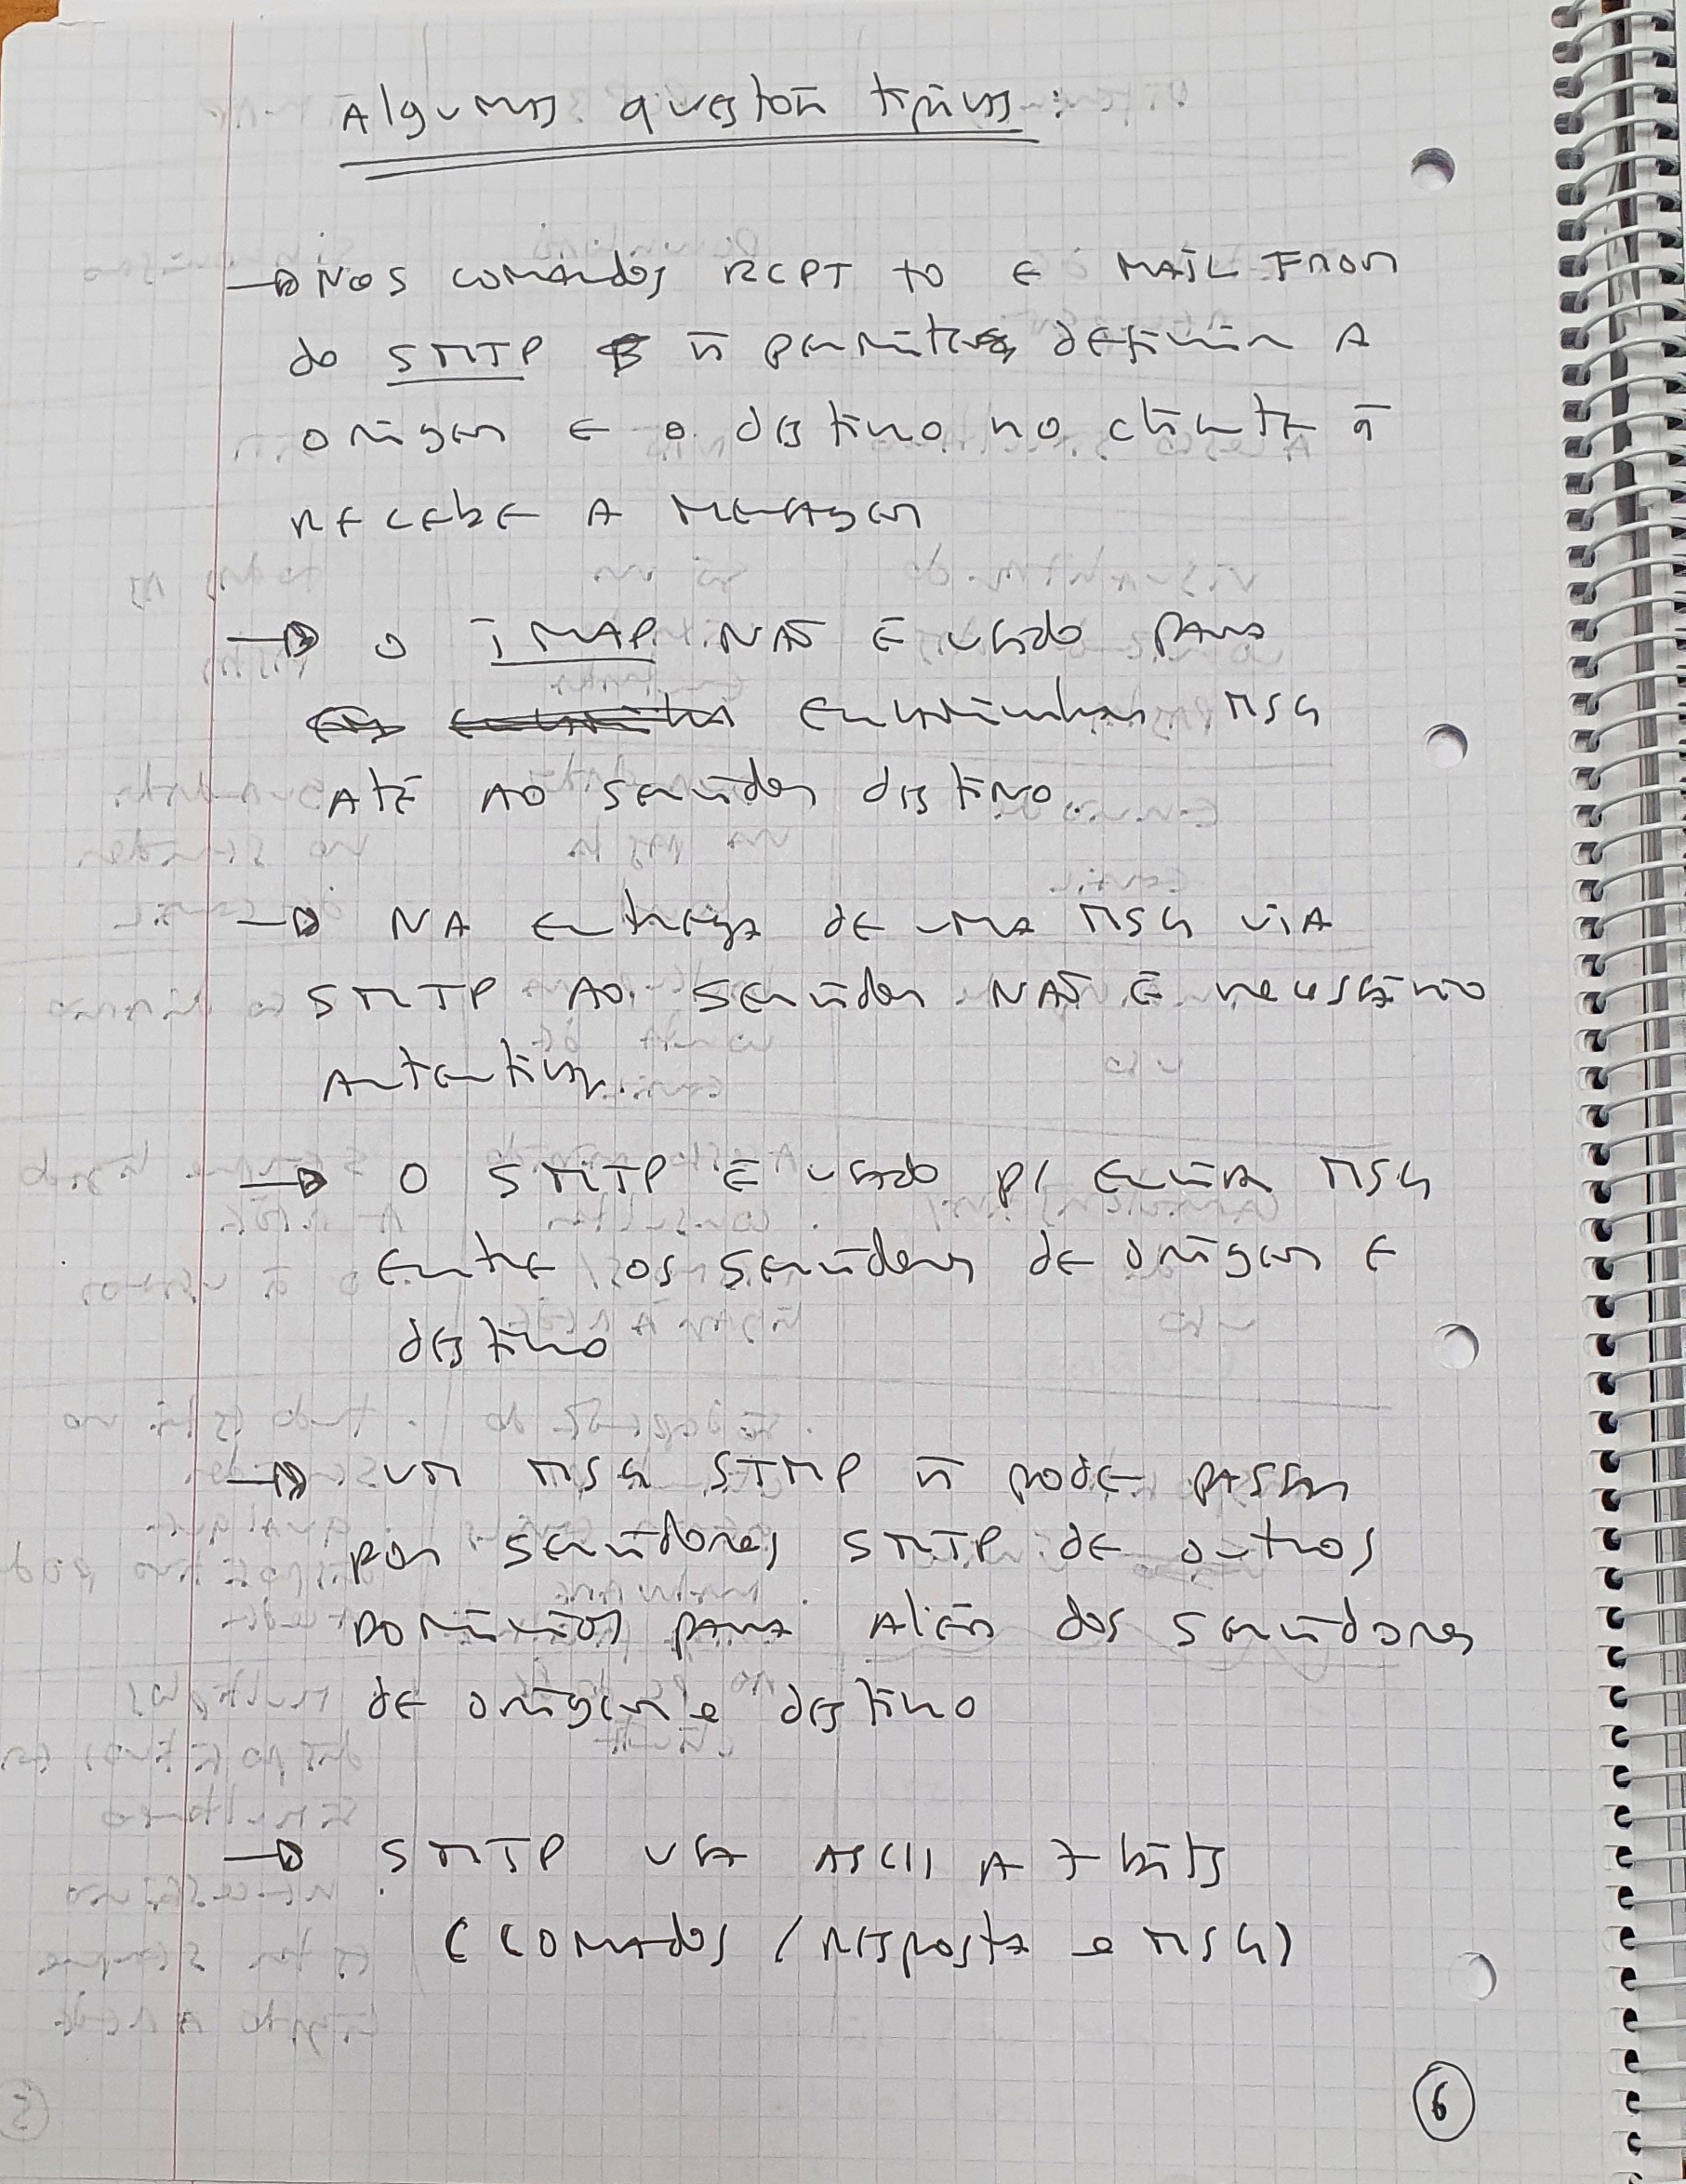 Algumas questões típicas:
→ Nos comandos RCPT to e MAIL FROM
do SMTP ñ permitem definir a
origem e o destino no cliente q̃
recebe a mensagem
→ O IMAP NÃO É usado para
encaminhar MSG
ATÉ AO servidor destino.
→ NA entrega de uma MSG VIA
SMTP AO servidor NÃO É necessário
autenticar.
→ O SMTP É usado p/ enviar MSG
entre os servidores de origem e
destino
→ UM MSG STMP ñ pode passar
por servidores SMTP de outros
domínios para além dos servidores
de origem e destino
→ SMTP usa ASCII A 7 bits
(COMADOS / resposta e MSG)
6